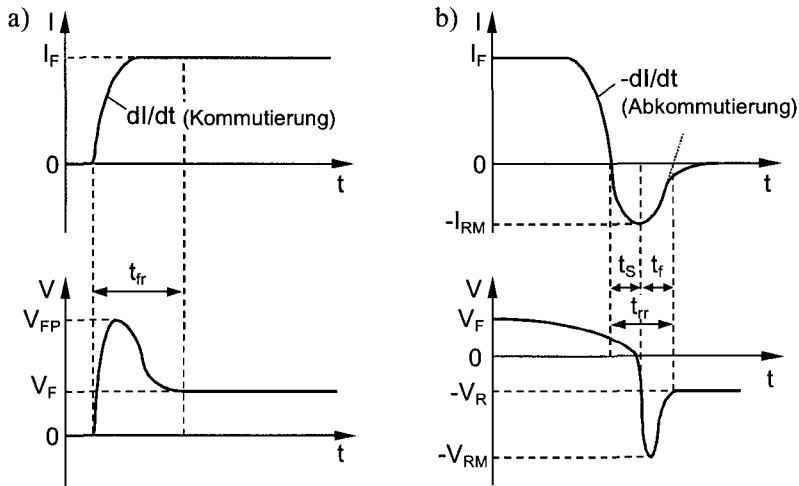 a)
I
I_F
dI/dt (Kommutierung)
0
t
t_fr
V
V_FP
V_F
0
t
b)
I
I_F
-dI/dt
(Abkommutierung)
0
t
-I_RM
t_S
t_f
t_rr
V
V_F
0
t
-V_R
-V_RM